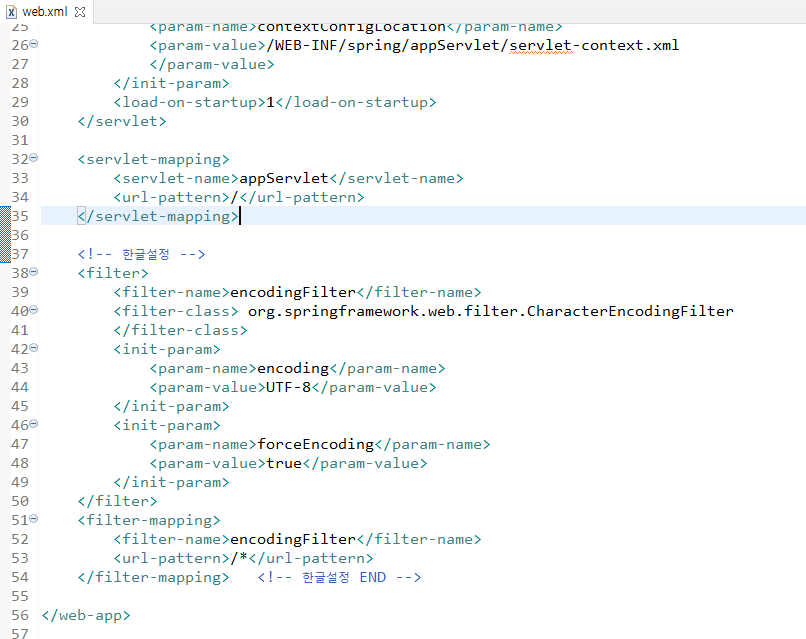 web.xml
25 <param-name>contextConfigLocation</param-name>
26 <param-value>/WEB-INF/spring/appServlet/servlet-context.xml
27 </param-value>
28 </init-param>
29 <load-on-startup>1</load-on-startup>
30 </servlet>
31
32 <servlet-mapping>
33 <servlet-name>appServlet</servlet-name>
34 <url-pattern>/</url-pattern>
35 </servlet-mapping>
36
37 <!-- 한글설정 -->
38 <filter>
39 <filter-name>encodingFilter</filter-name>
40 <filter-class> org.springframework.web.filter.CharacterEncodingFilter
41 </filter-class>
42 <init-param>
43 <param-name>encoding</param-name>
44 <param-value>UTF-8</param-value>
45 </init-param>
46 <init-param>
47 <param-name>forceEncoding</param-name>
48 <param-value>true</param-value>
49 </init-param>
50 </filter>
51 <filter-mapping>
52 <filter-name>encodingFilter</filter-name>
53 <url-pattern>/*</url-pattern>
54 </filter-mapping> <!-- 한글설정 END -->
55
56 </web-app>
57